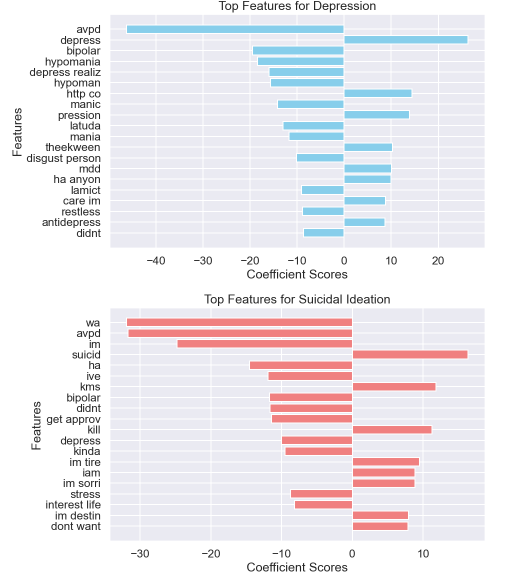 Top Features for Depression
avpd
depress
bipolar
hypomania
depress realiz
hypoman
http co
manic
pression
latuda
mania
theekween
disgust person
mdd
ha anyon
lamict
care im
restless
antidepress
didnt
Features
−40 −30 −20 −10 0 10 20
Coefficient Scores
Top Features for Suicidal Ideation
wa
avpd
im
suicid
ha
ive
kms
bipolar
didnt
get approv
kill
depress
kinda
im tire
iam
im sorri
stress
interest life
im destin
dont want
Features
−30 −20 −10 0 10
Coefficient Scores